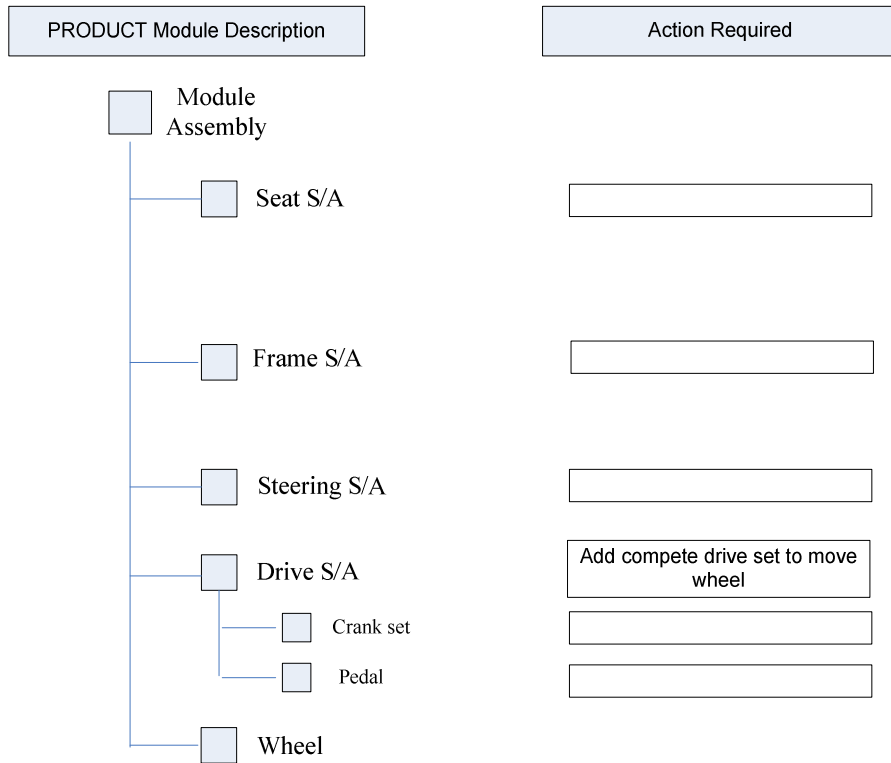 PRODUCT Module Description
Action Required
Module
Assembly
Seat S/A
Frame S/A
Steering S/A
Drive S/A
Add compete drive set to move
wheel
Crank set
Pedal
Wheel